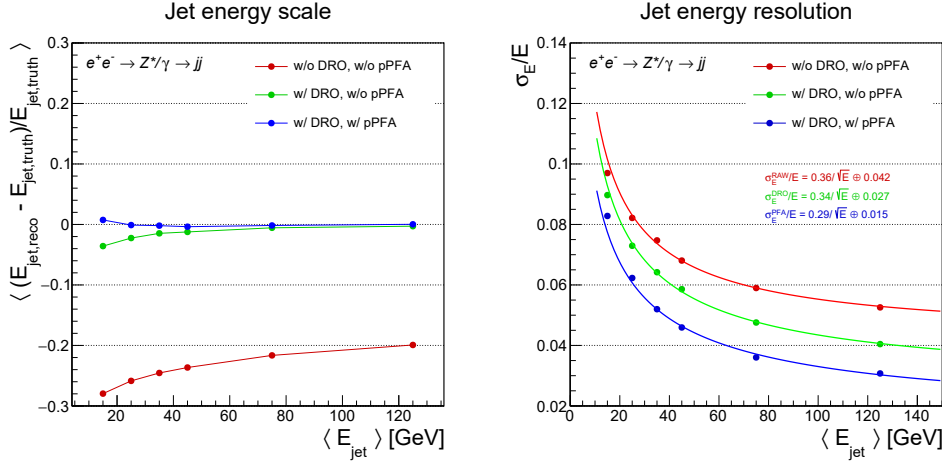 Jet energy scale
⟨ (E_jet,reco - E_jet,truth)/E_jet,truth ⟩
e⁺e⁻ → Z*/γ → jj
w/o DRO, w/o pPFA
w/ DRO, w/o pPFA
w/ DRO, w/ pPFA
0.3
0.2
0.1
0
−0.1
−0.2
−0.3
20 40 60 80 100 120
⟨ E_jet ⟩ [GeV]
Jet energy resolution
σ_E/E
e⁺e⁻ → Z*/γ → jj
w/o DRO, w/o pPFA
w/ DRO, w/o pPFA
w/ DRO, w/ pPFA
σ_E^RAW/E = 0.36/√E ⊕ 0.042
σ_E^DRO/E = 0.34/√E ⊕ 0.027
σ_E^PFA/E = 0.29/√E ⊕ 0.015
0.14
0.12
0.1
0.08
0.06
0.04
0.02
0 20 40 60 80 100 120 140
⟨ E_jet ⟩ [GeV]